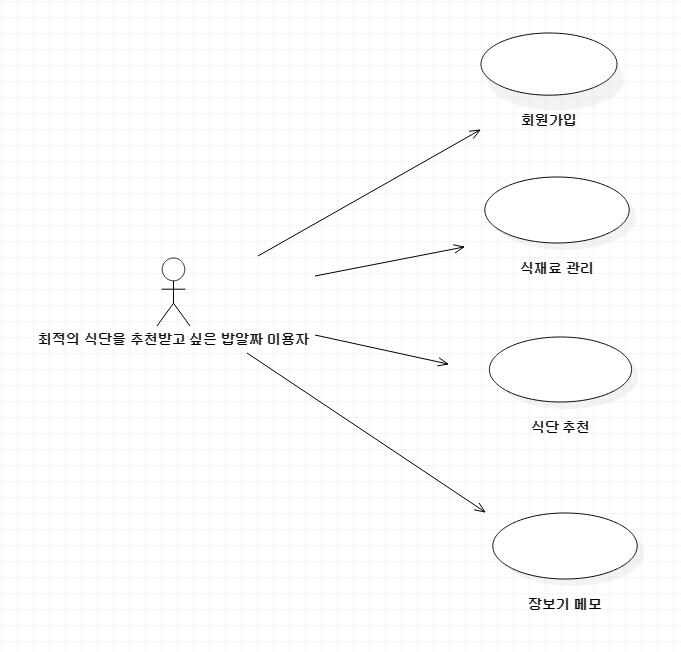 회원가입
식재료 관리
최적의 식단을 추천받고 싶은 밥알짜 이용자
식단 추천
장보기 메모